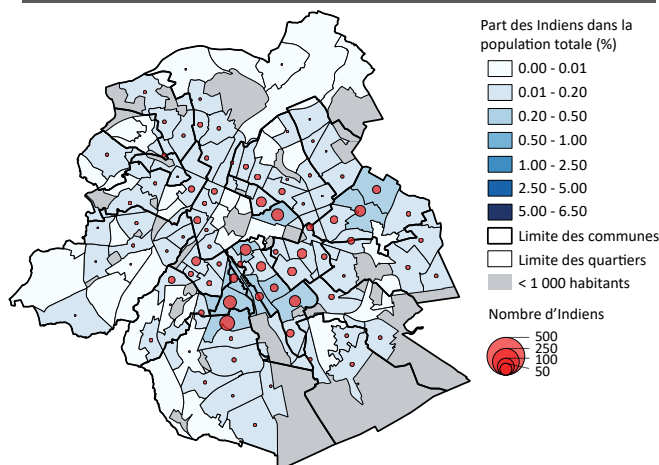 Part des Indiens dans la
population totale (%)
0.00 - 0.01
0.01 - 0.20
0.20 - 0.50
0.50 - 1.00
1.00 - 2.50
2.50 - 5.00
5.00 - 6.50
Limite des communes
Limite des quartiers
< 1 000 habitants
Nombre d'Indiens
500
250
100
50